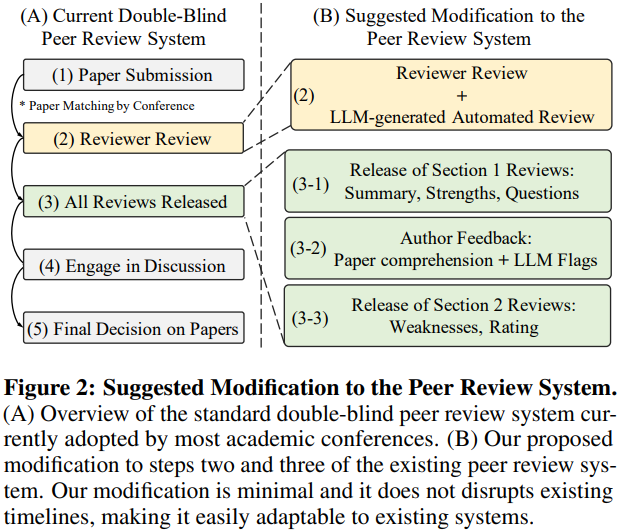 (A) Current Double-Blind
Peer Review System
(1) Paper Submission
* Paper Matching by Conference
(2) Reviewer Review
(3) All Reviews Released
(4) Engage in Discussion
(5) Final Decision on Papers
(B) Suggested Modification to the
Peer Review System
(2)
Reviewer Review
+
LLM-generated Automated Review
(3-1)
Release of Section 1 Reviews:
Summary, Strengths, Questions
(3-2)
Author Feedback:
Paper comprehension + LLM Flags
(3-3)
Release of Section 2 Reviews:
Weaknesses, Rating
Figure 2: Suggested Modification to the Peer Review System.
(A) Overview of the standard double-blind peer review system cur-
rently adopted by most academic conferences. (B) Our proposed
modification to steps two and three of the existing peer review sys-
tem. Our modification is minimal and it does not disrupts existing
timelines, making it easily adaptable to existing systems.